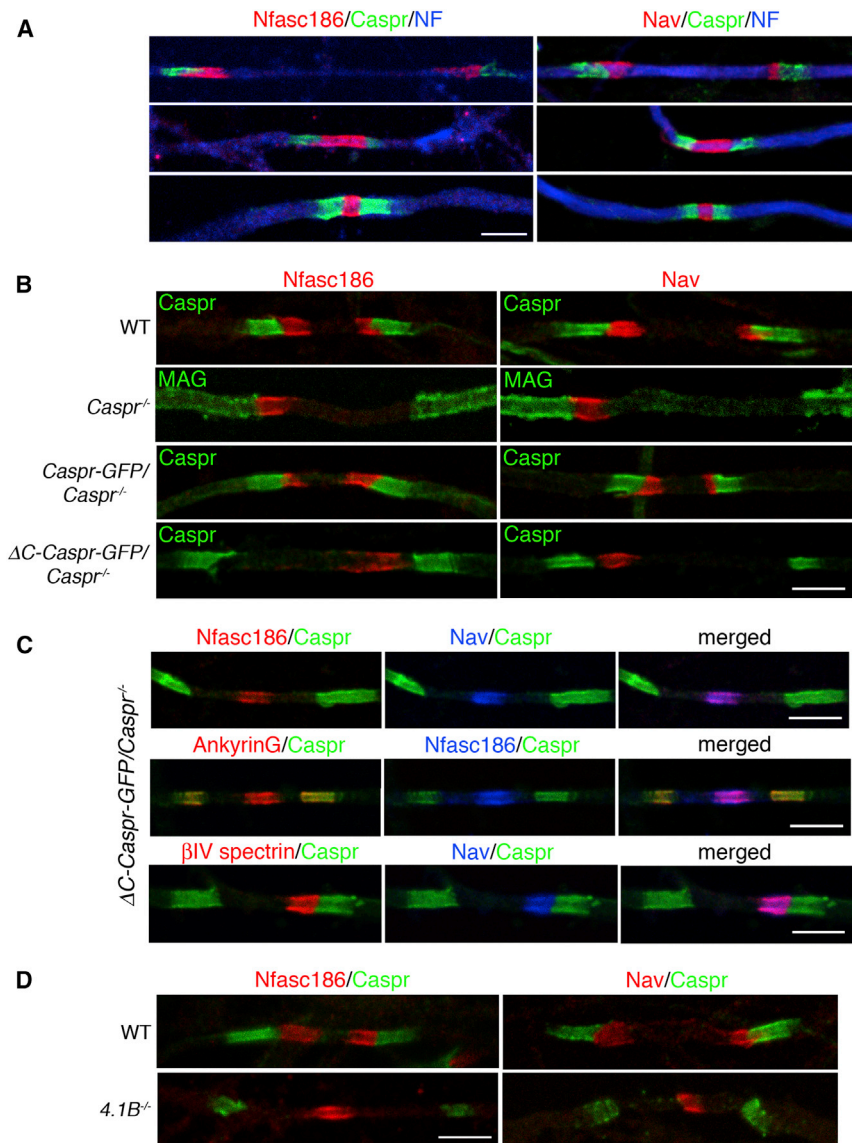 A
Nfasc186/Caspr/NF
Nav/Caspr/NF
B
Nfasc186
Nav
WT
Caspr
Caspr
Caspr-/-
MAG
MAG
Caspr-GFP/
Caspr-/-
Caspr
Caspr
ΔC-Caspr-GFP/
Caspr-/-
Caspr
Caspr
C
ΔC-Caspr-GFP/Caspr-/-
Nfasc186/Caspr
Nav/Caspr
merged
AnkyrinG/Caspr
Nfasc186/Caspr
merged
βIV spectrin/Caspr
Nav/Caspr
merged
D
Nfasc186/Caspr
Nav/Caspr
WT
4.1B-/-